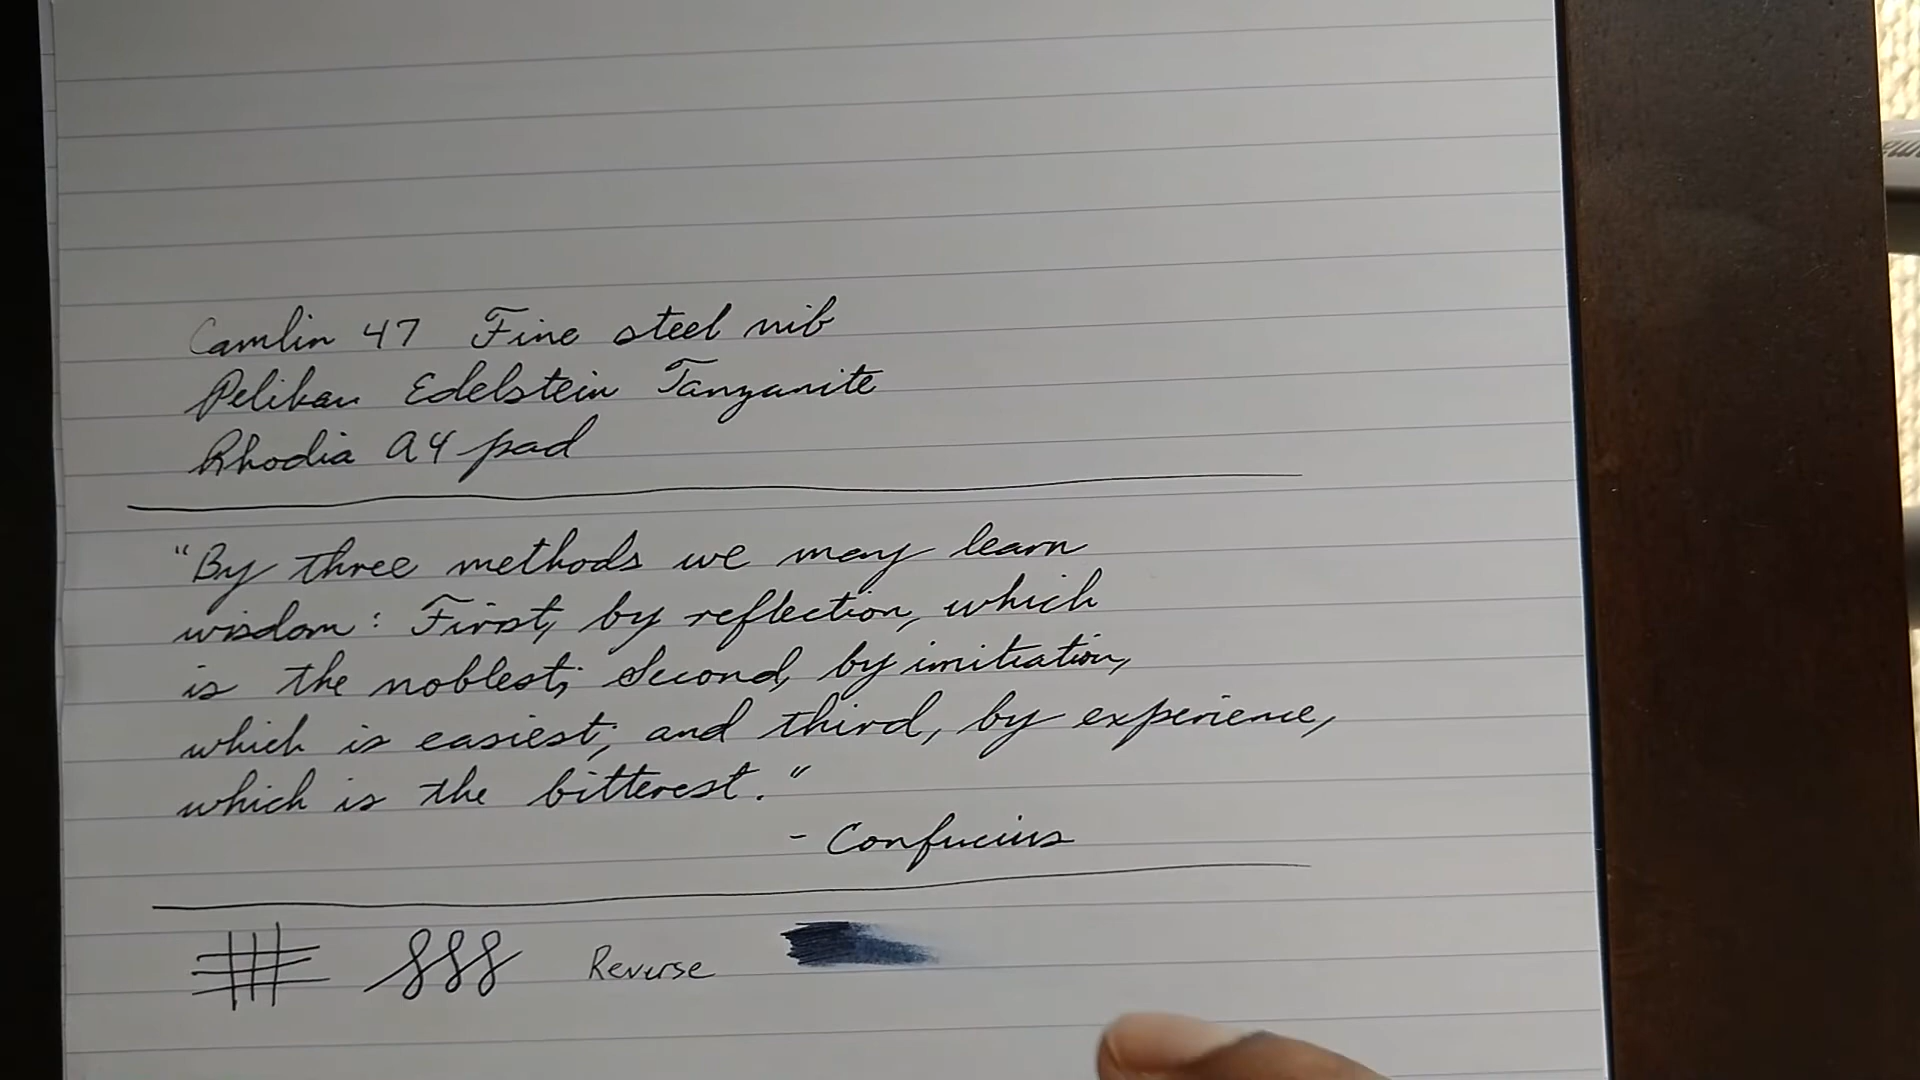 Camlin 47 Fine steel nib
Pelikan Edelstein Tanzanite
Rhodia A4 pad
"By three methods we may learn
wisdom: First, by reflection, which
is the noblest; Second, by imitiation,
which is easiest; and third, by experience,
which is the bitterest."
- Confucius
Reverse